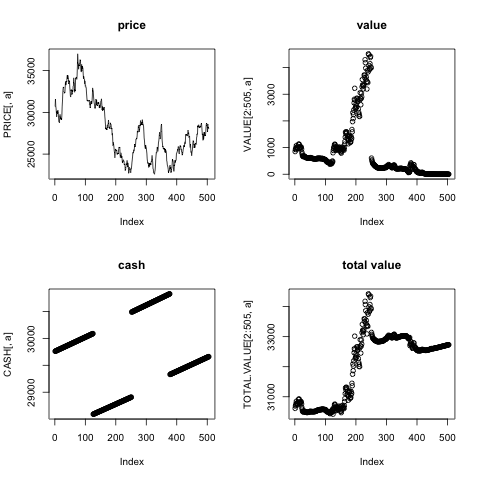 price
value
PRICE[, a]
25000 30000 35000
0 100 200 300 400 500
Index
VALUE[2:505, a]
0 1000 3000
0 100 200 300 400 500
Index
cash
total value
CASH[, a]
29000 30000
0 100 200 300 400 500
Index
TOTAL.VALUE[2:505, a]
31000 33000
0 100 200 300 400 500
Index